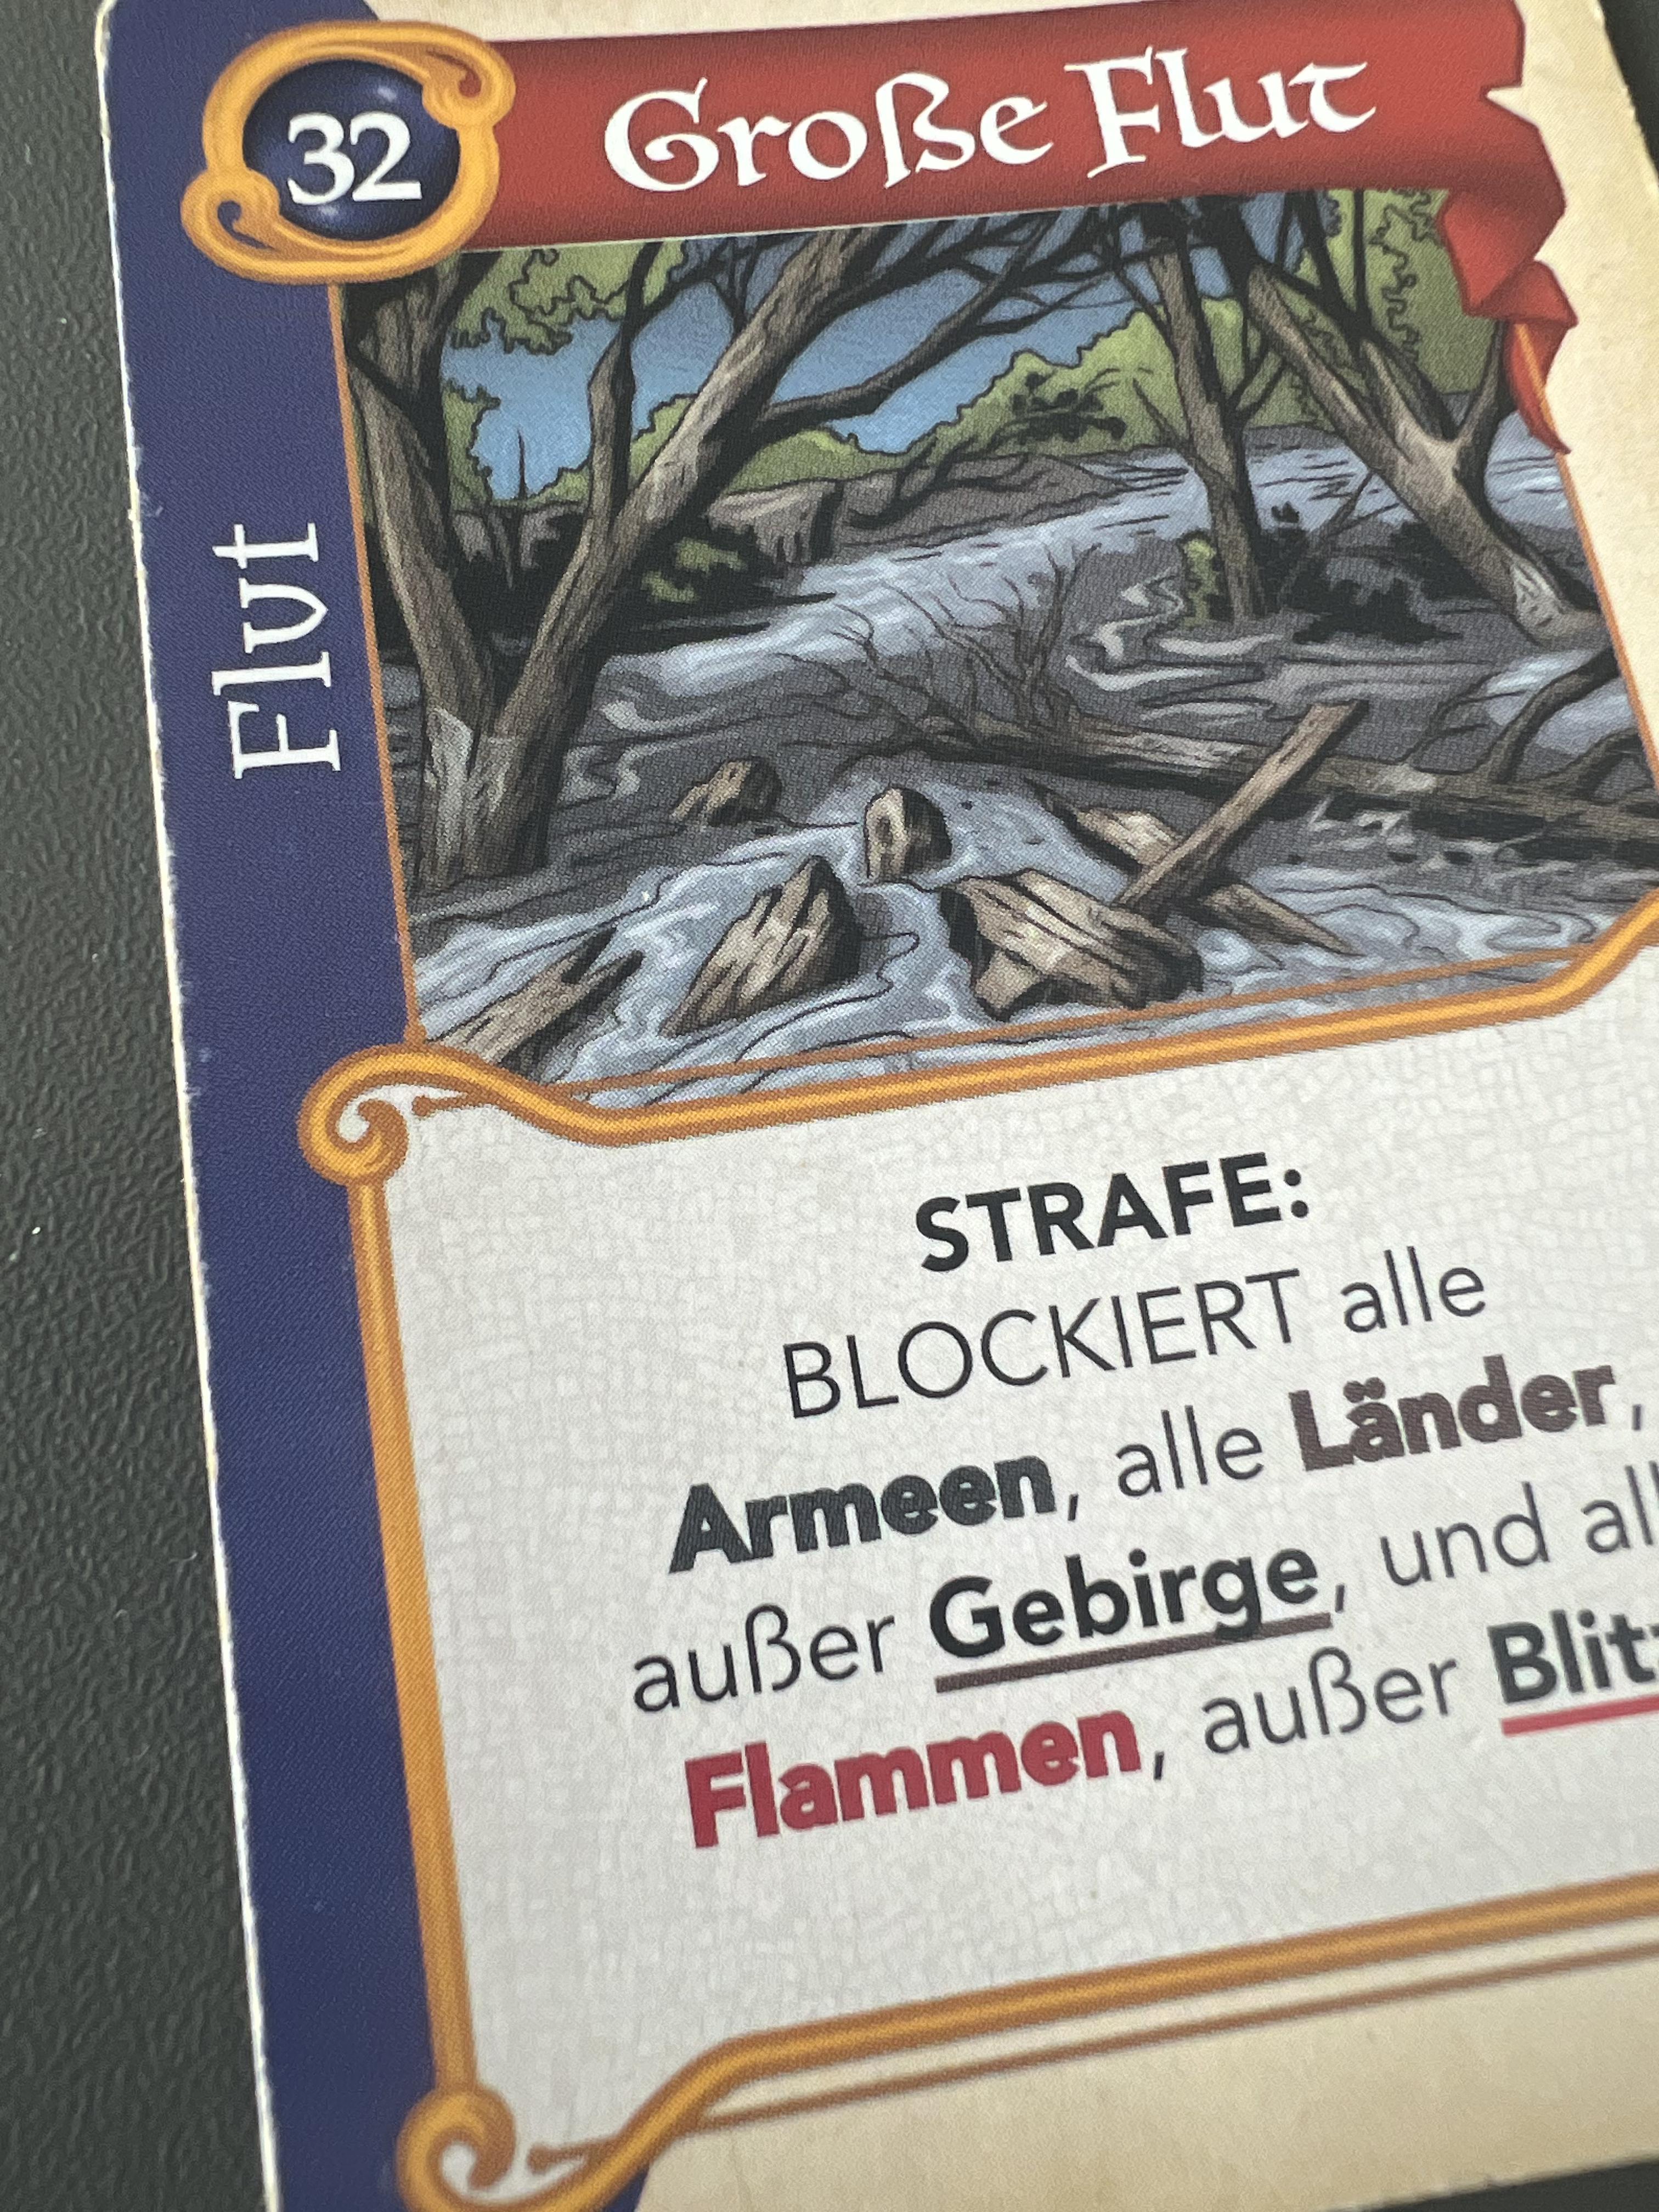 32
Große Flut
Flut
STRAFE:
BLOCKIERT alle
Armeen, alle Länder,
außer Gebirge, und
Flammen, außer